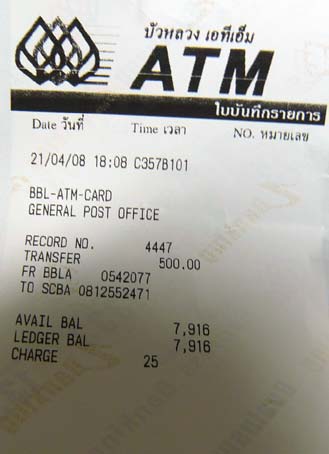 บัวหลวง เอทีเอ็ม
ATM
ใบบันทึกรายการ
Date วันที่ Time เวลา NO. หมายเลข
21/04/08 18:08 C357B101
BBL-ATM-CARD
GENERAL POST OFFICE
RECORD NO. 4447
TRANSFER 500.00
FR BBLA 0542077
TO SCBA 0812552471
AVAIL BAL 7,916
LEDGER BAL 7,916
CHARGE 25